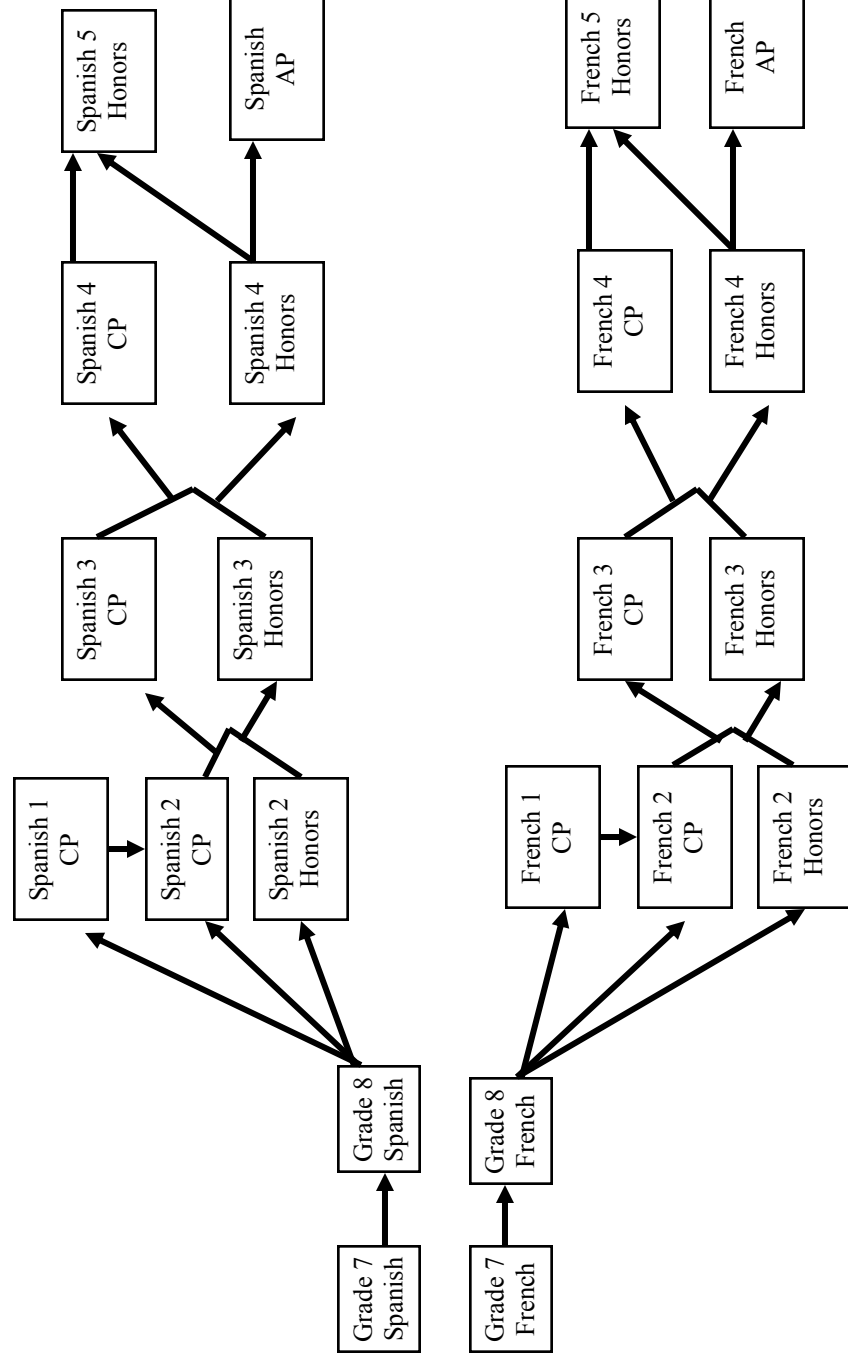 Grade 7
Spanish
Grade 8
Spanish
Spanish 1
CP
Spanish 2
CP
Spanish 2
Honors
Spanish 3
CP
Spanish 3
Honors
Spanish 4
CP
Spanish 4
Honors
Spanish 5
Honors
Spanish
AP
Grade 7
French
Grade 8
French
French 1
CP
French 2
CP
French 2
Honors
French 3
CP
French 3
Honors
French 4
CP
French 4
Honors
French 5
Honors
French
AP